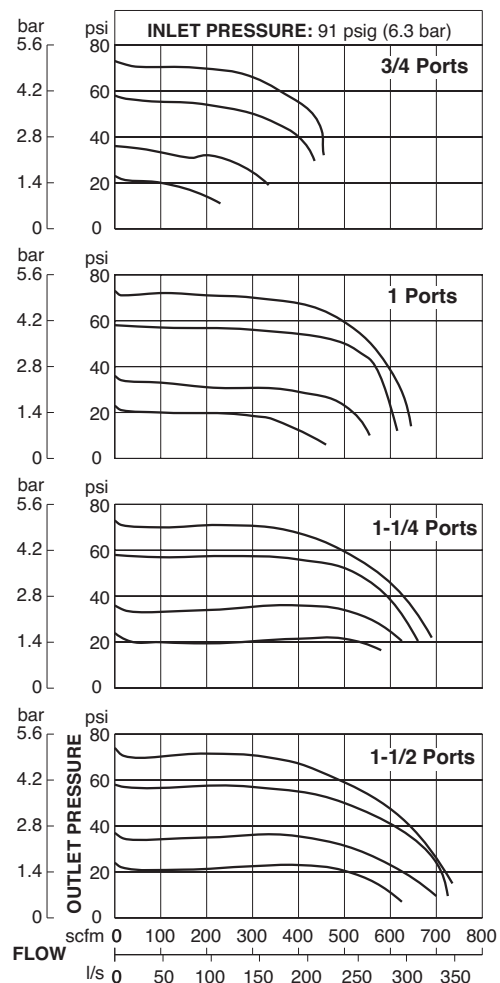 INLET PRESSURE: 91 psig (6.3 bar)
bar psi
5.6 80
3/4 Ports
4.2 60
2.8 40
1.4 20
0 0
bar psi
5.6 80
1 Ports
4.2 60
2.8 40
1.4 20
0 0
bar psi
5.6 80
1-1/4 Ports
4.2 60
2.8 40
1.4 20
0 0
bar psi
5.6 80
1-1/2 Ports
4.2 60
2.8 40
1.4 20
0 0
OUTLET PRESSURE
scfm 0 100 200 300 400 500 600 700 800
FLOW
l/s 0 50 100 150 200 250 300 350